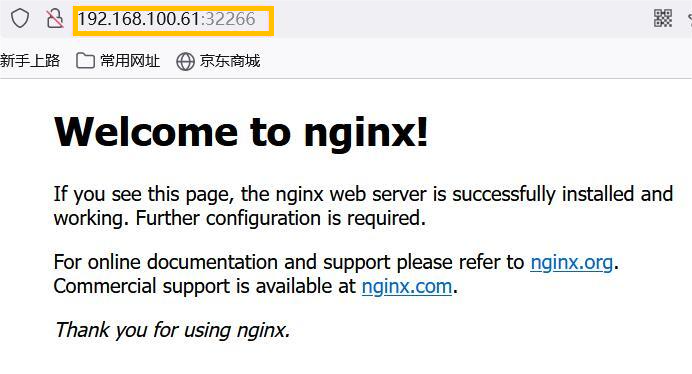 192.168.100.61:32266
新手上路 常用网址 京东商城
Welcome to nginx!
If you see this page, the nginx web server is successfully installed and
working. Further configuration is required.
For online documentation and support please refer to nginx.org.
Commercial support is available at nginx.com.
Thank you for using nginx.